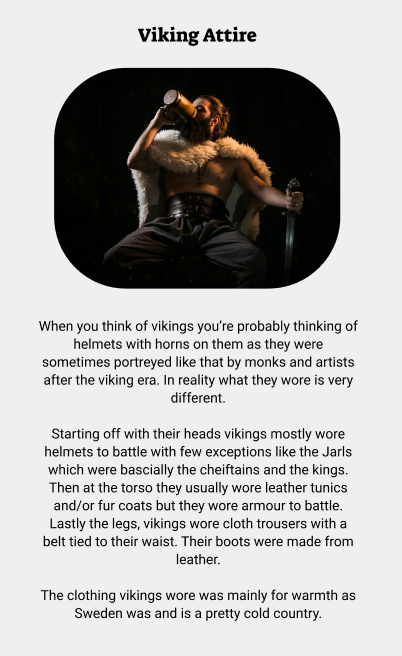 Viking Attire
When you think of vikings you're probably thinking of
helmets with horns on them as they were
sometimes portreyed like that by monks and artists
after the viking era. In reality what they wore is very
different.
Starting off with their heads vikings mostly wore
helmets to battle with few exceptions like the Jarls
which were bascially the cheiftains and the kings.
Then at the torso they usually wore leather tunics
and/or fur coats but they wore armour to battle.
Lastly the legs, vikings wore cloth trousers with a
belt tied to their waist. Their boots were made from
leather.
The clothing vikings wore was mainly for warmth as
Sweden was and is a pretty cold country.